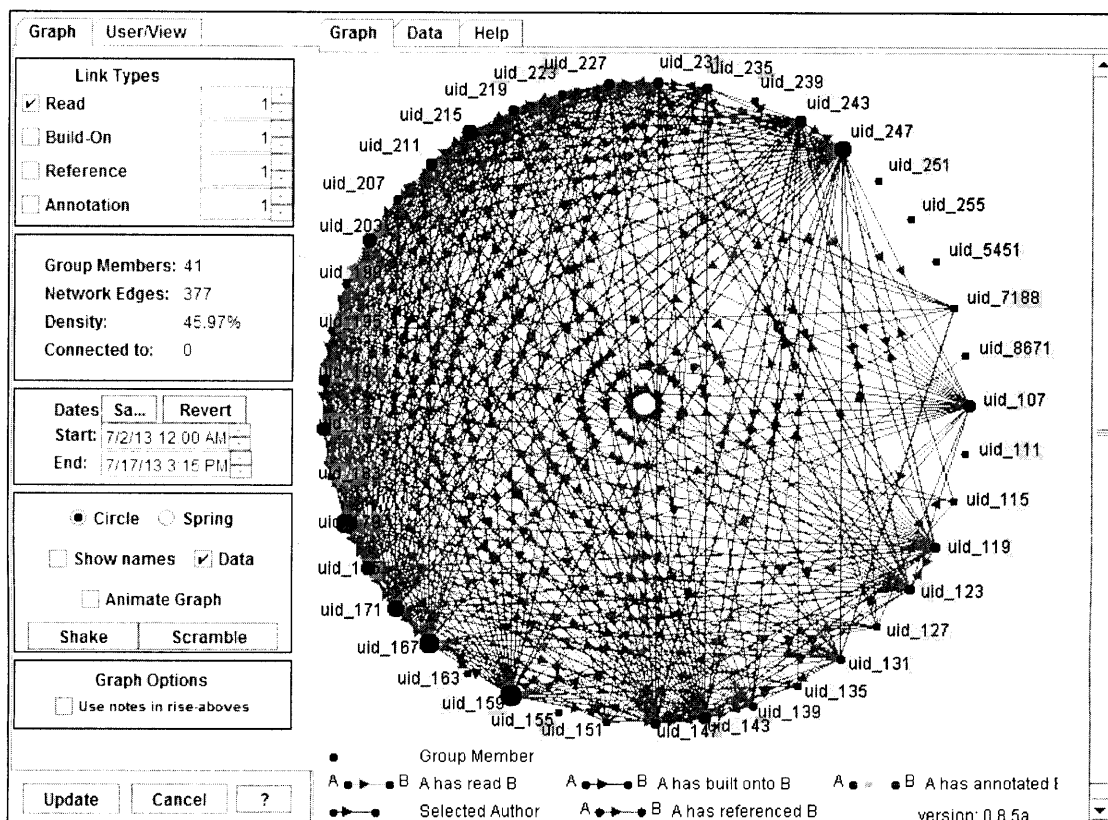 Graph User/View
Link Types
Read 1
Build-On 1
Reference 1
Annotation 1
Group Members: 41
Network Edges: 377
Density: 45.97%
Connected to: 0
Dates Sa... Revert
Start: 7/2/13 12 00 AM
End: 7/17/13 3:15 PM
Circle Spring
Show names Data
Animate Graph
Shake Scramble
Graph Options
Use notes in rise-aboves
Update Cancel ?
Graph Data Help
uid_231
uid_235
uid_239
uid_243
uid_247
uid_251
uid_255
uid_5451
uid_7188
uid_8671
uid_107
uid_111
uid_115
uid_119
uid_123
uid_127
uid_131
uid_135
uid_139
uid_143
uid_147
uid_151
uid_155
uid_159
uid_163
uid_167
uid_171
uid_203
uid_207
uid_211
uid_215
uid_219
uid_223
uid_227
Group Member
A B A has read B
A B A has built onto B
A B A has annotated
Selected Author
A B A has referenced B
version: 0.8.5a